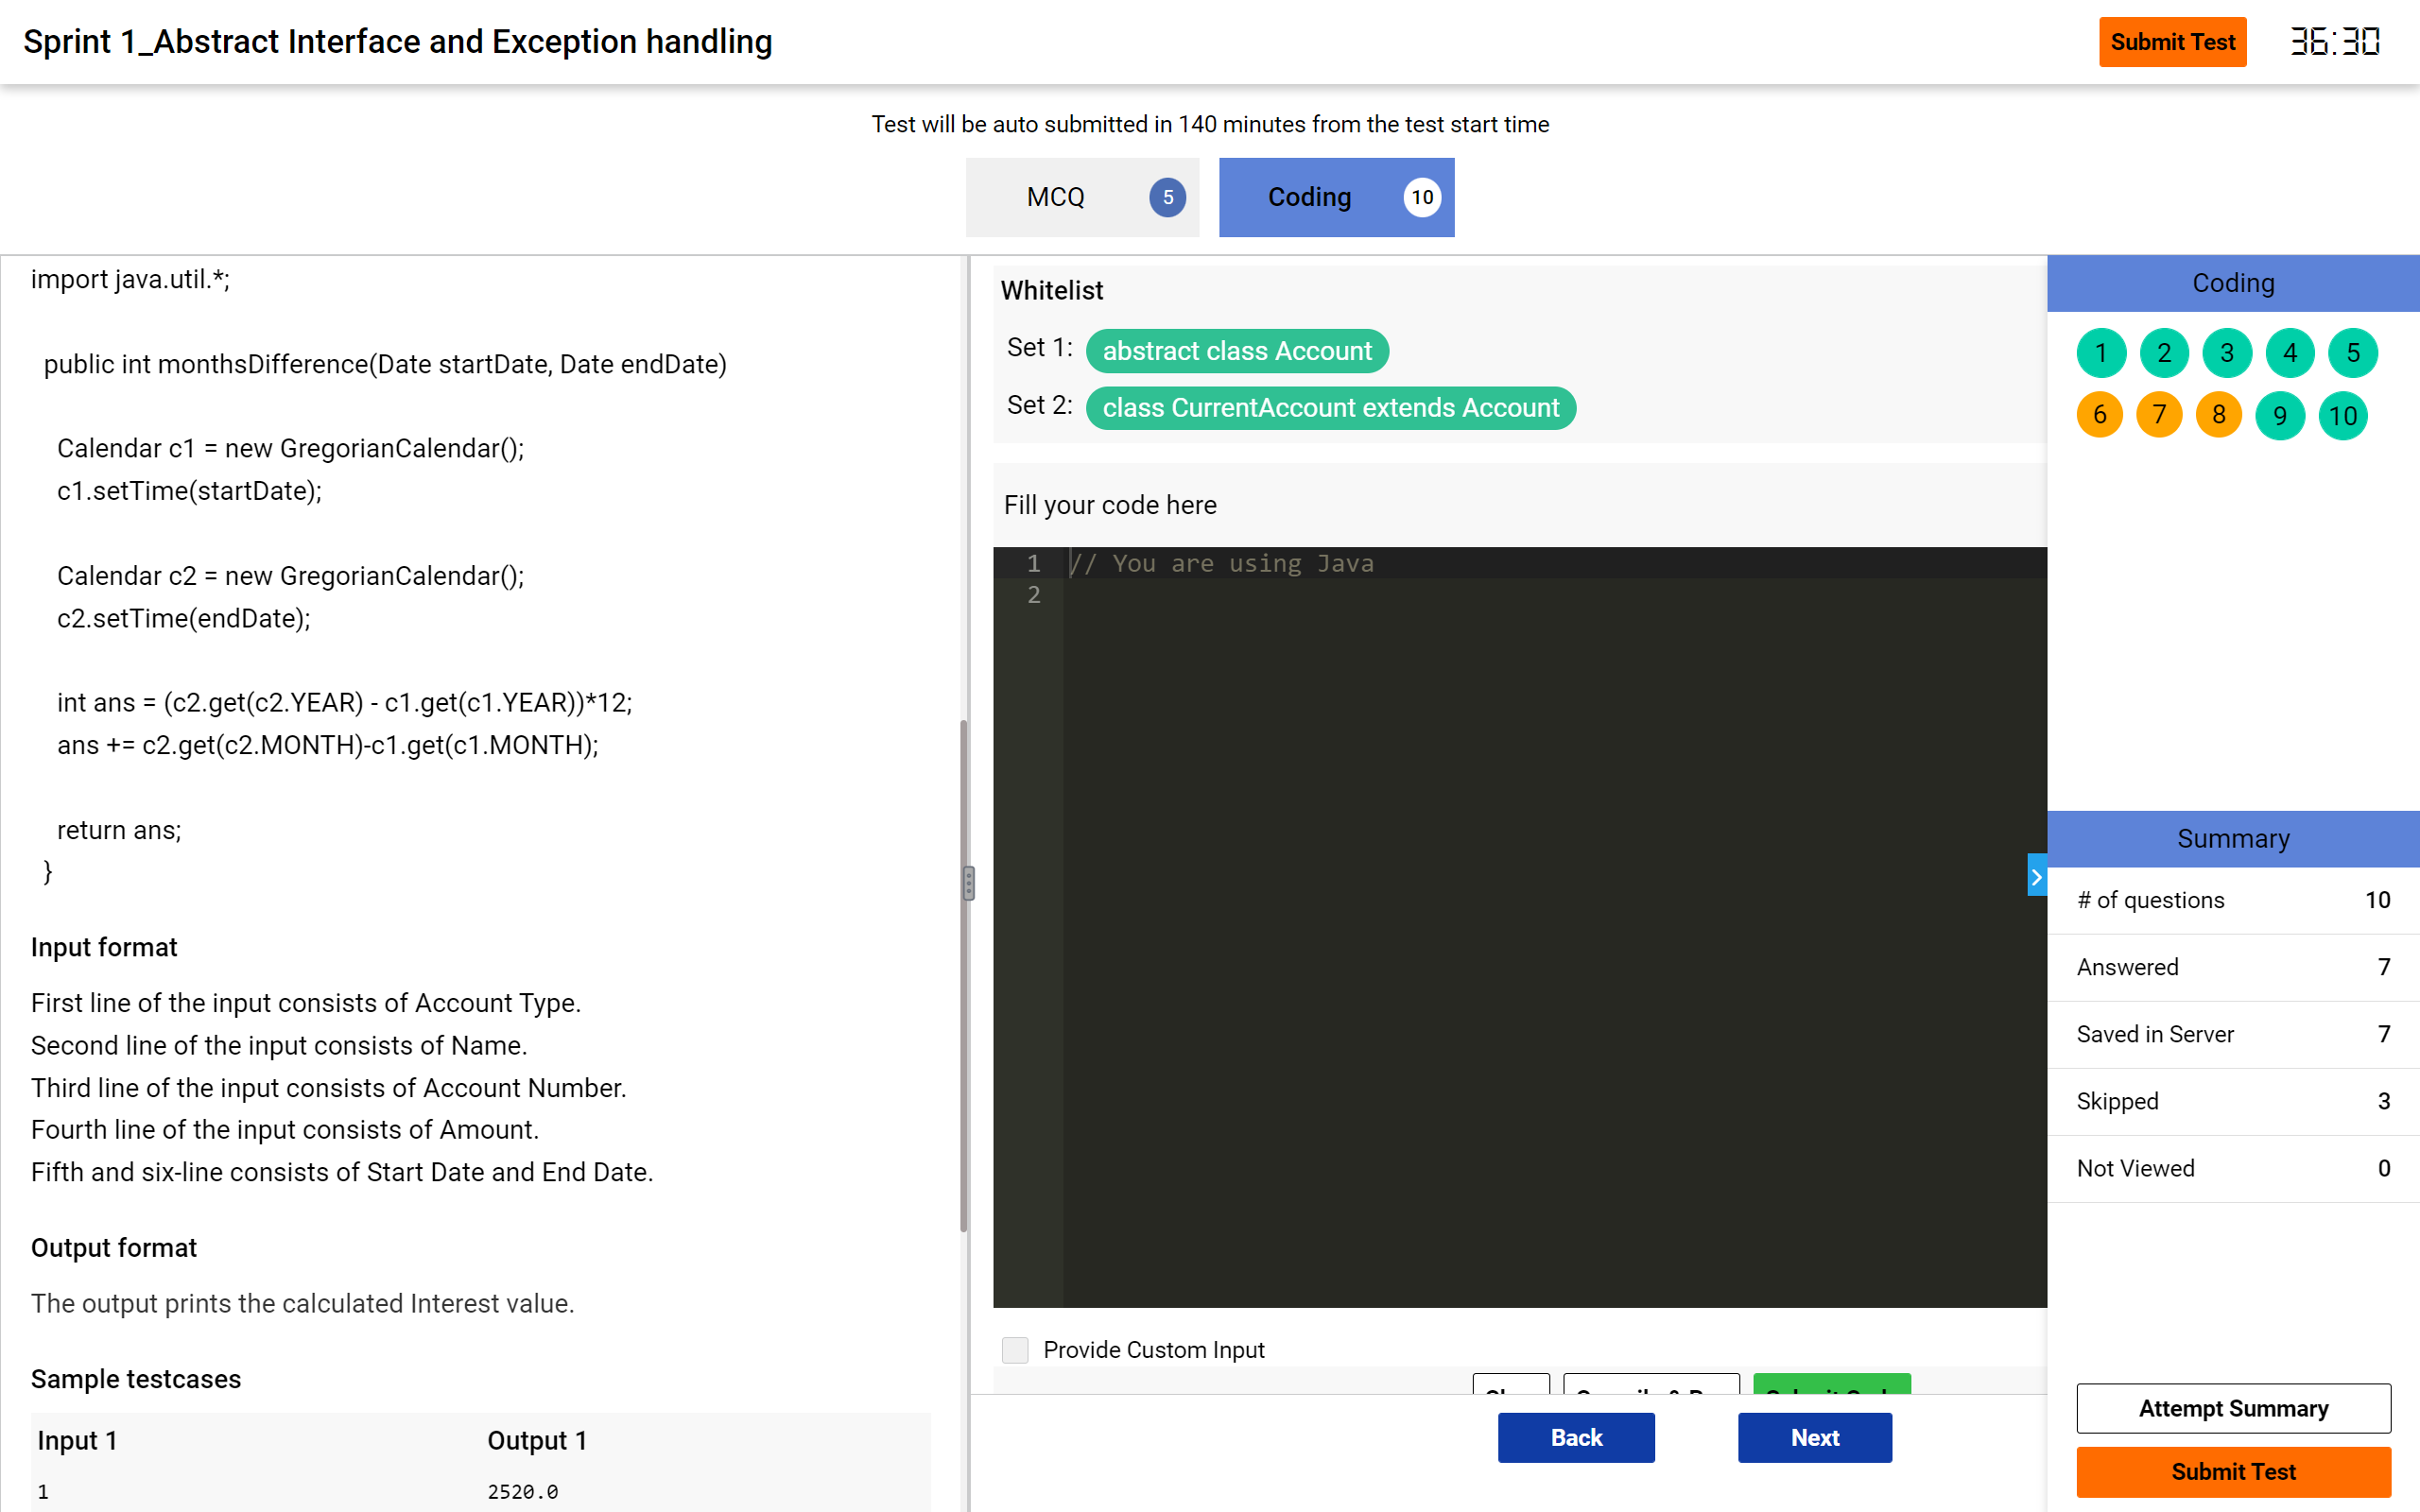 Sprint 1_Abstract Interface and Exception handling
Submit Test
36:30
Test will be auto submitted in 140 minutes from the test start time
MCQ 5
Coding 10
import java.util.*;
public int monthsDifference(Date startDate, Date endDate)
Calendar c1 = new GregorianCalendar();
c1.setTime(startDate);
Calendar c2 = new GregorianCalendar();
c2.setTime(endDate);
int ans = (c2.get(c2.YEAR) - c1.get(c1.YEAR))*12;
ans += c2.get(c2.MONTH)-c1.get(c1.MONTH);
return ans;
}
Input format
First line of the input consists of Account Type.
Second line of the input consists of Name.
Third line of the input consists of Account Number.
Fourth line of the input consists of Amount.
Fifth and six-line consists of Start Date and End Date.
Output format
The output prints the calculated Interest value.
Sample testcases
Input 1 Output 1
1 2520.0
Whitelist
Set 1: abstract class Account
Set 2: class CurrentAccount extends Account
Fill your code here
1 // You are using Java
2
Provide Custom Input
Back Next
Coding
1 2 3 4 5
6 7 8 9 10
Summary
# of questions 10
Answered 7
Saved in Server 7
Skipped 3
Not Viewed 0
Attempt Summary
Submit Test